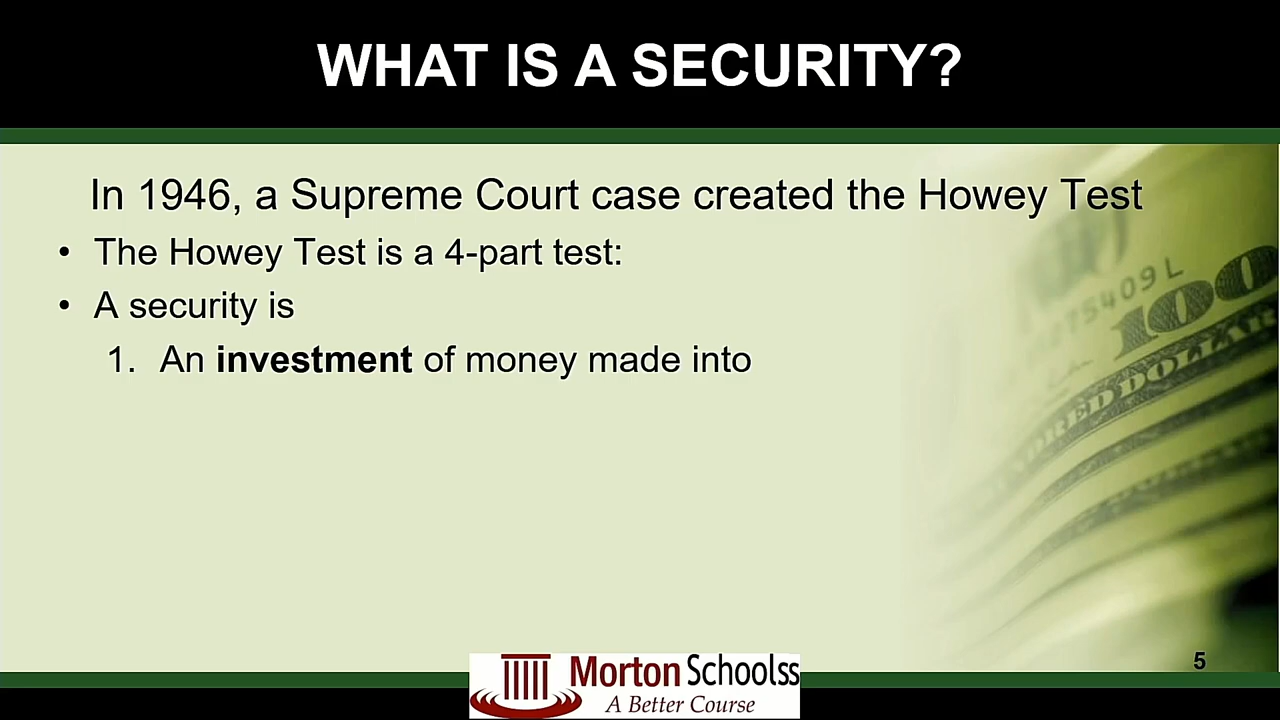 WHAT IS A SECURITY?
In 1946, a Supreme Court case created the Howey Test
• The Howey Test is a 4-part test:
• A security is
1. An investment of money made into
5
Morton Schoolss
A Better Course